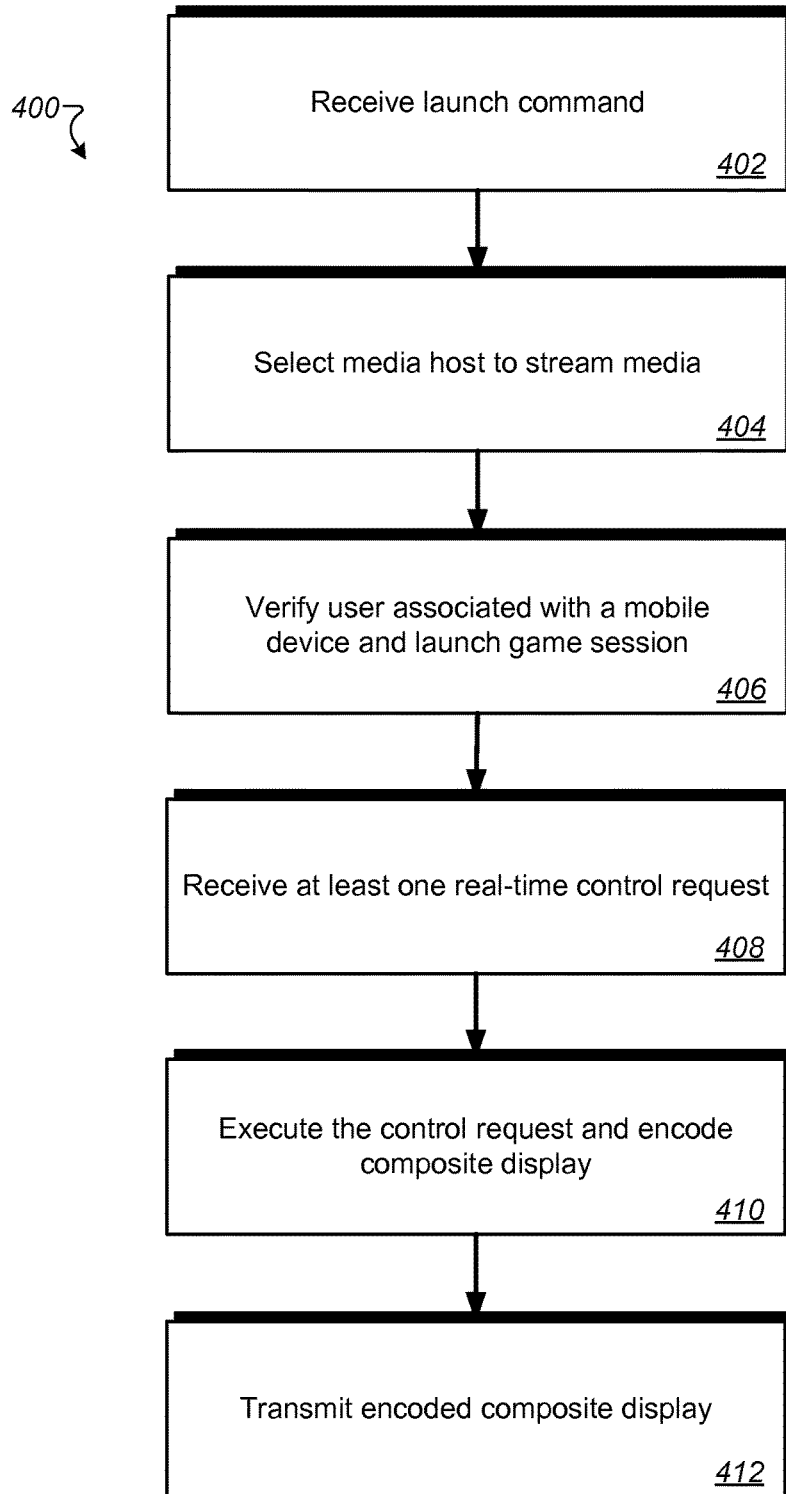 400
Receive launch command
402
Select media host to stream media
404
Verify user associated with a mobile
device and launch game session
406
Receive at least one real-time control request
408
Execute the control request and encode
composite display
410
Transmit encoded composite display
412